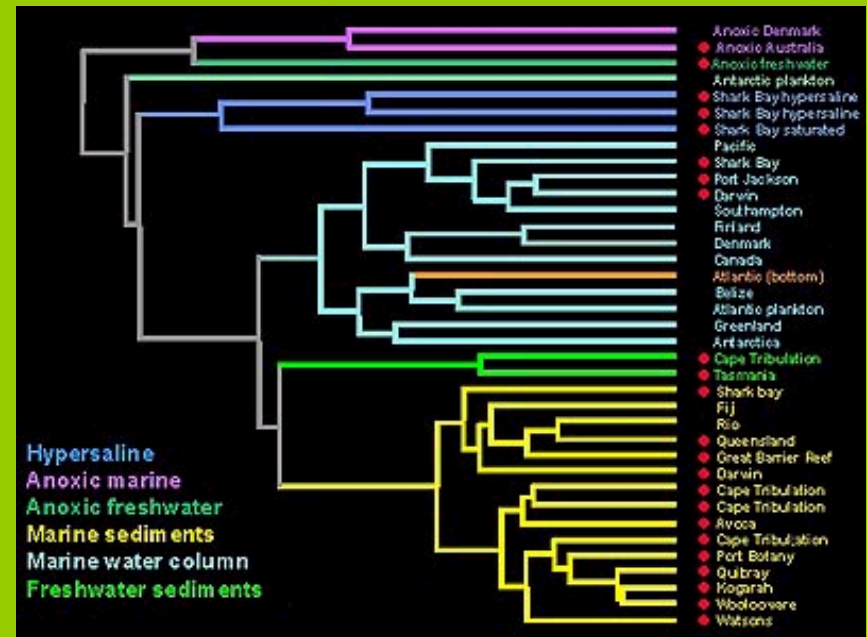 Anoxic Denmark
Anoxic Australia
Anoxic freshwater
Antarctic plankton
Shark Bay hypersaline
Shark Bay hypersaline
Shark Bay saturated
Pacific
Shark Bay
Port Jackson
Darwin
Southampton
Finland
Denmark
Canada
Atlantic (bottom)
Belize
Atlantic plankton
Greenland
Antarctica
Cape Tribulation
Tasmania
Shark bay
Fij
Rio
Queensland
Great Barrier Reef
Darwin
Cape Tribulation
Cape Tribulation
Avoca
Cape Tribulation
Port Botany
Quibray
Kogarah
Woolooware
Watsons
Hypersaline
Anoxic marine
Anoxic freshwater
Marine sediments
Marine water column
Freshwater sediments